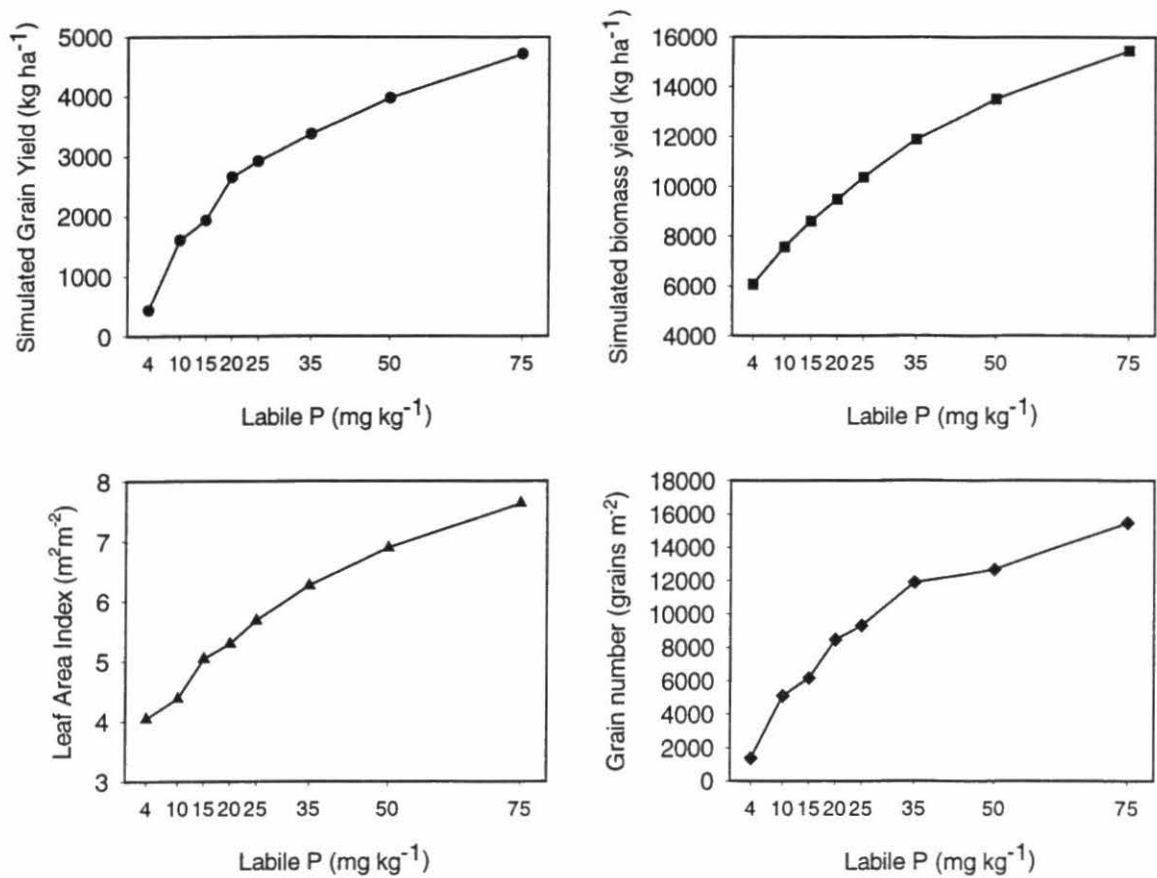 Simulated Grain Yield (kg ha⁻¹)
5000
4000
3000
2000
1000
0
4 10 15 20 25 35 50 75
Labile P (mg kg⁻¹)
Simulated biomass yield (kg ha⁻¹)
16000
14000
12000
10000
8000
6000
4000
4 10 15 20 25 35 50 75
Labile P (mg kg⁻¹)
Leaf Area Index (m²m⁻²)
8
7
6
5
4
3
4 10 15 20 25 35 50 75
Labile P (mg kg⁻¹)
Grain number (grains m⁻²)
18000
16000
14000
12000
10000
8000
6000
4000
2000
0
4 10 15 20 25 35 50 75
Labile P (mg kg⁻¹)